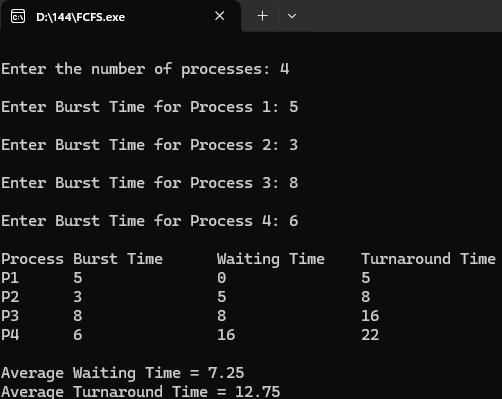 D:\144\FCFS.exe
Enter the number of processes: 4
Enter Burst Time for Process 1: 5
Enter Burst Time for Process 2: 3
Enter Burst Time for Process 3: 8
Enter Burst Time for Process 4: 6
Process Burst Time Waiting Time Turnaround Time
P1 5 0 5
P2 3 5 8
P3 8 8 16
P4 6 16 22
Average Waiting Time = 7.25
Average Turnaround Time = 12.75